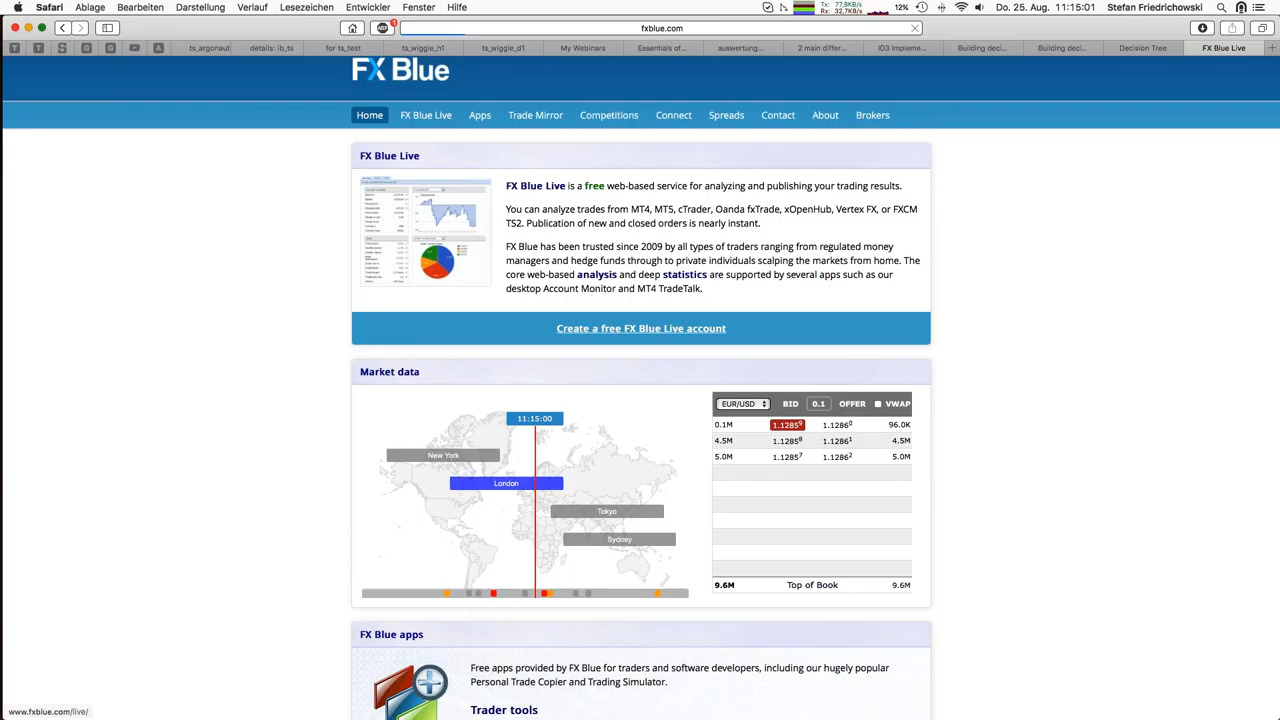 Safari Ablage Bearbeiten Darstellung Verlauf Lesezeichen Entwickler Fenster Hilfe Tx: 77,8KB/s Rx: 32,7KB/s 12% Do. 25. Aug. 11:15:01 Stefan Friedrichowski
fxblue.com
ts_argonaut details: ib_ts for ts_test ts_wiggle_h1 ts_wiggle_d1 My Webinars Essentials of... auswertung... 2 main differ... iD3 Impleme... Building deci... Building deci... Decision Tree FX Blue Live
FX Blue
Home FX Blue Live Apps Trade Mirror Competitions Connect Spreads Contact About Brokers
FX Blue Live
FX Blue Live is a free web-based service for analyzing and publishing your trading results.
You can analyze trades from MT4, MT5, cTrader, Oanda fxTrade, xOpenHub, Vertex FX, or FXCM
TS2. Publication of new and closed orders is nearly instant.
FX Blue has been trusted since 2009 by all types of traders ranging from regulated money
managers and hedge funds through to private individuals scalping the markets from home. The
core web-based analysis and deep statistics are supported by several apps such as our
desktop Account Monitor and MT4 TradeTalk.
Create a free FX Blue Live account
Market data
11:15:00
New York
London
Tokyo
Sydney
EUR/USD BID 0.1 OFFER VWAP
0.1M 1.1285⁹ 1.1286⁰ 96.0K
4.5M 1.1285⁸ 1.1286¹ 4.5M
5.0M 1.1285⁷ 1.1286² 5.0M
9.6M Top of Book 9.6M
FX Blue apps
Free apps provided by FX Blue for traders and software developers, including our hugely popular
Personal Trade Copier and Trading Simulator.
Trader tools
www.fxblue.com/live/